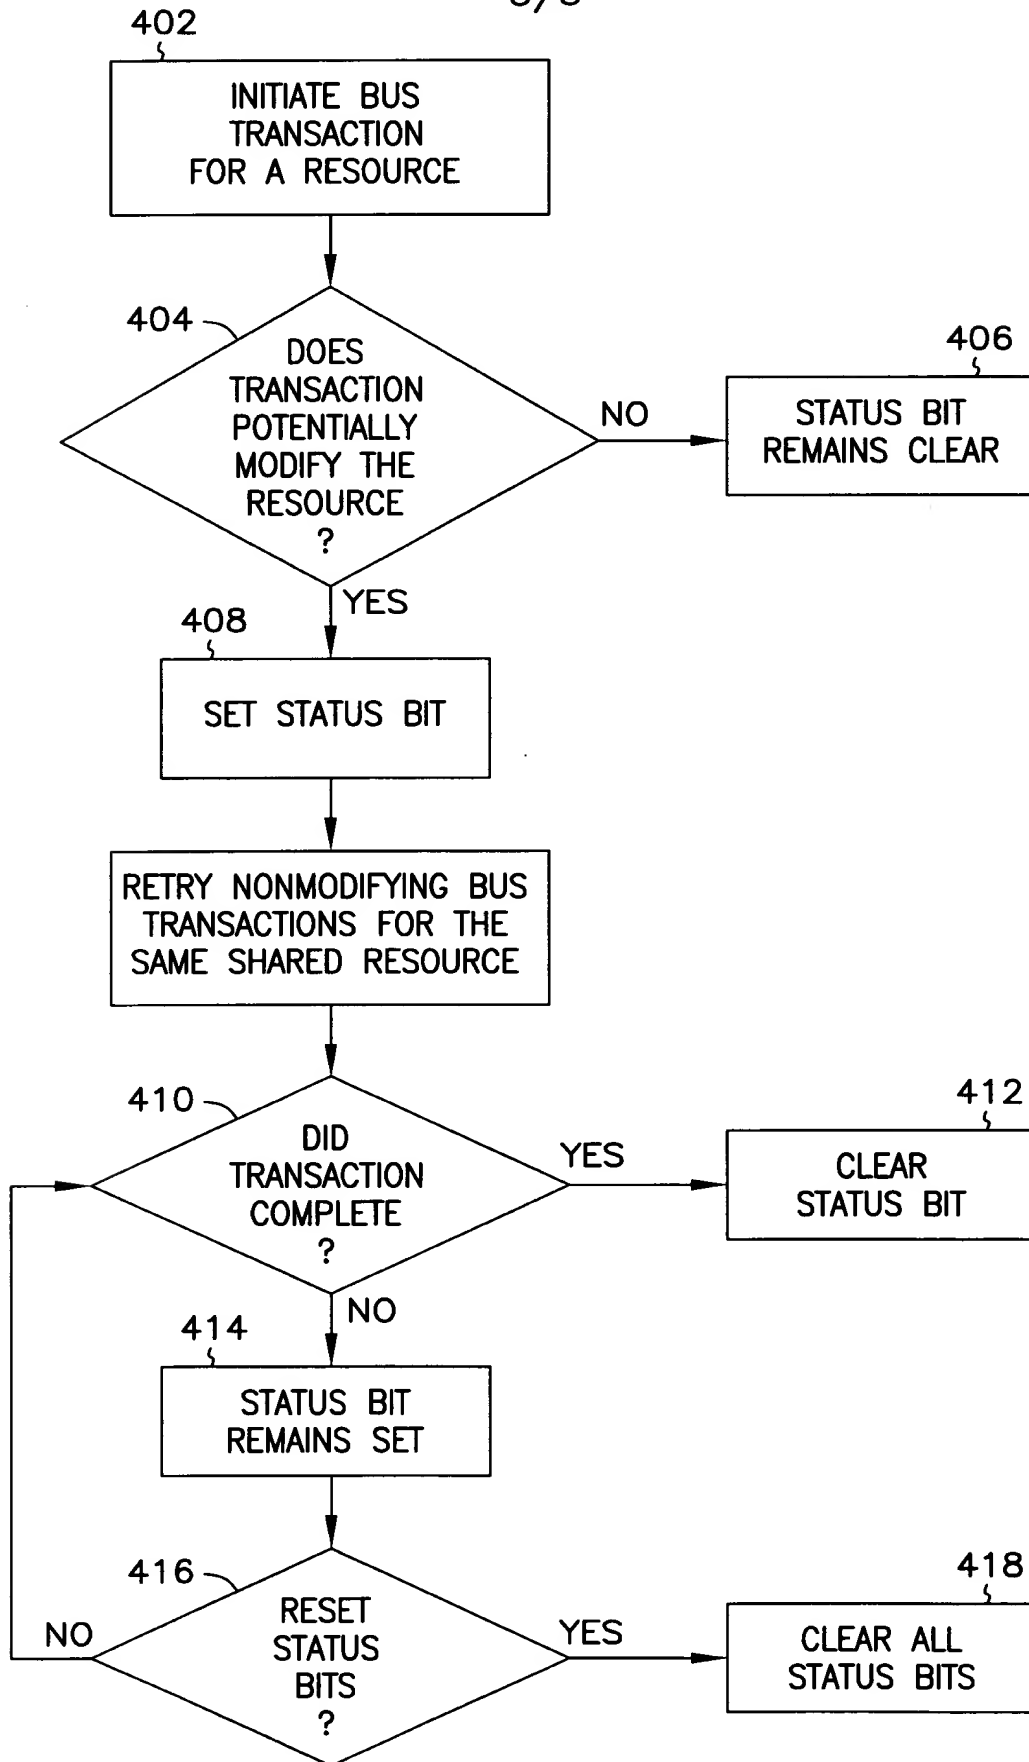 402
INITIATE BUS
TRANSACTION
FOR A RESOURCE
404
DOES
TRANSACTION
POTENTIALLY
MODIFY THE
RESOURCE
?
NO
406
STATUS BIT
REMAINS CLEAR
YES
408
SET STATUS BIT
RETRY NONMODIFYING BUS
TRANSACTIONS FOR THE
SAME SHARED RESOURCE
410
DID
TRANSACTION
COMPLETE
?
YES
412
CLEAR
STATUS BIT
NO
414
STATUS BIT
REMAINS SET
416
RESET
STATUS
BITS
?
NO
YES
418
CLEAR ALL
STATUS BITS